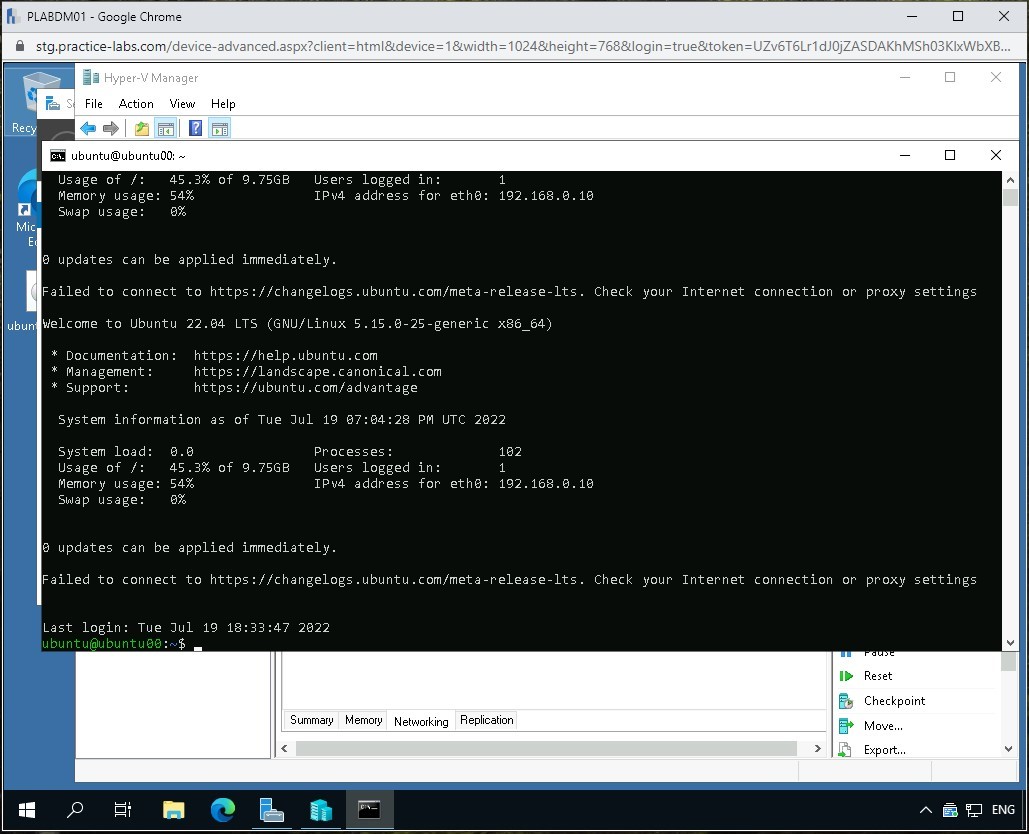 PLABDM01 - Google Chrome
stg.practice-labs.com/device-advanced.aspx?client=html&device=1&width=1024&height=768&login=true&token=UZv6T6Lr1dJ0jZASDAKhMSh03KlxWbXB...
Hyper-V Manager
File Action View Help
Recy
ubuntu@ubuntu00: ~
Usage of /: 45.3% of 9.75GB Users logged in: 1
Memory usage: 54% IPv4 address for eth0: 192.168.0.10
Swap usage: 0%
0 updates can be applied immediately.
Failed to connect to https://changelogs.ubuntu.com/meta-release-lts. Check your Internet connection or proxy settings
Welcome to Ubuntu 22.04 LTS (GNU/Linux 5.15.0-25-generic x86_64)
* Documentation: https://help.ubuntu.com
* Management: https://landscape.canonical.com
* Support: https://ubuntu.com/advantage
System information as of Tue Jul 19 07:04:28 PM UTC 2022
System load: 0.0 Processes: 102
Usage of /: 45.3% of 9.75GB Users logged in: 1
Memory usage: 54% IPv4 address for eth0: 192.168.0.10
Swap usage: 0%
0 updates can be applied immediately.
Failed to connect to https://changelogs.ubuntu.com/meta-release-lts. Check your Internet connection or proxy settings
Last login: Tue Jul 19 18:33:47 2022
ubuntu@ubuntu00:~$
Mic
Ec
ubunt
Pause
Reset
Checkpoint
Move...
Export...
Summary Memory Networking Replication
ENG